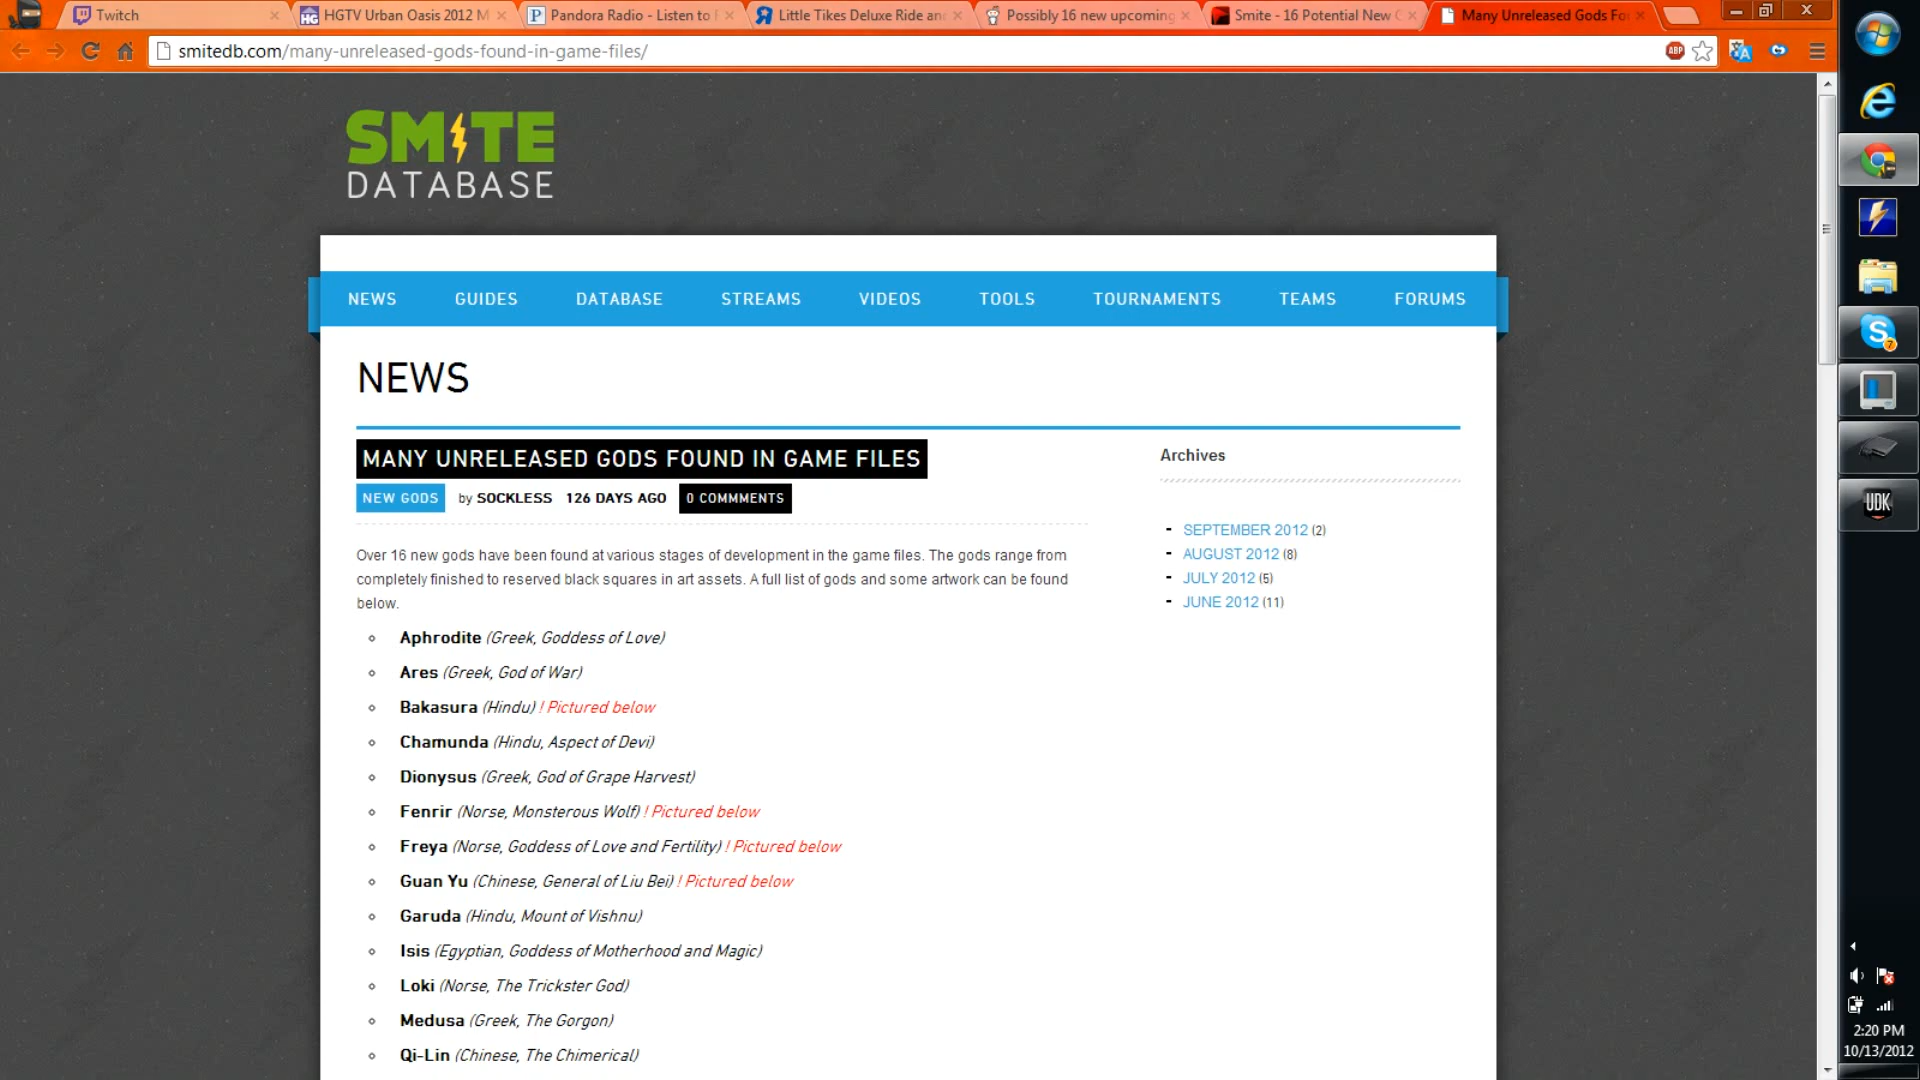 Twitch
HGTV Urban Oasis 2012 M
Pandora Radio - Listen to
Little Tikes Deluxe Ride an
Possibly 16 new upcoming
Smite - 16 Potential New
Many Unreleased Gods Fo
smitedb.com/many-unreleased-gods-found-in-game-files/
ABP
SMITE
DATABASE
NEWS GUIDES DATABASE STREAMS VIDEOS TOOLS TOURNAMENTS TEAMS FORUMS
NEWS
MANY UNRELEASED GODS FOUND IN GAME FILES
NEW GODS by SOCKLESS 126 DAYS AGO 0 COMMMENTS
Over 16 new gods have been found at various stages of development in the game files. The gods range from
completely finished to reserved black squares in art assets. A full list of gods and some artwork can be found
below.
Aphrodite (Greek, Goddess of Love)
Ares (Greek, God of War)
Bakasura (Hindu) ! Pictured below
Chamunda (Hindu, Aspect of Devi)
Dionysus (Greek, God of Grape Harvest)
Fenrir (Norse, Monsterous Wolf) ! Pictured below
Freya (Norse, Goddess of Love and Fertility) ! Pictured below
Guan Yu (Chinese, General of Liu Bei) ! Pictured below
Garuda (Hindu, Mount of Vishnu)
Isis (Egyptian, Goddess of Motherhood and Magic)
Loki (Norse, The Trickster God)
Medusa (Greek, The Gorgon)
Qi-Lin (Chinese, The Chimerical)
Archives
SEPTEMBER 2012 (2)
AUGUST 2012 (8)
JULY 2012 (5)
JUNE 2012 (11)
UDK
2:20 PM
10/13/2012